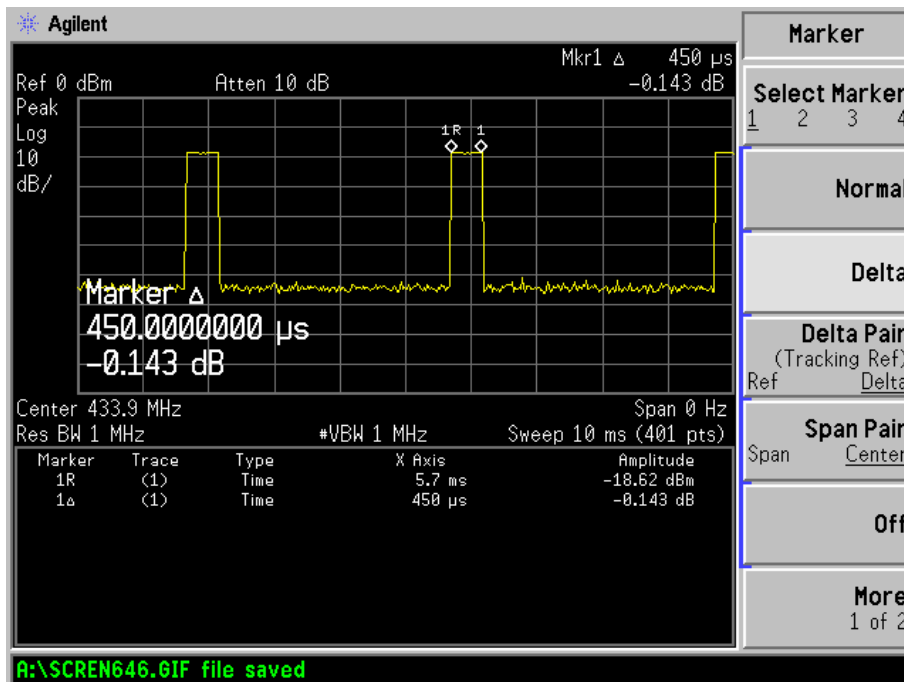 Agilent
Marker
Mkr1 Δ 450 µs
Ref 0 dBm Atten 10 dB -0.143 dB
Peak
Log
10
dB/
1R 1
Marker Δ
450.0000000 µs
-0.143 dB
Center 433.9 MHz Span 0 Hz
Res BW 1 MHz #VBW 1 MHz Sweep 10 ms (401 pts)
Marker Trace Type X Axis Amplitude
1R (1) Time 5.7 ms -18.62 dBm
1Δ (1) Time 450 µs -0.143 dB
Select Marker
1 2 3 4
Normal
Delta
Delta Pair
(Tracking Ref)
Ref Delta
Span Pair
Span Center
Off
More
1 of 2
A:\SCREN646.GIF file saved